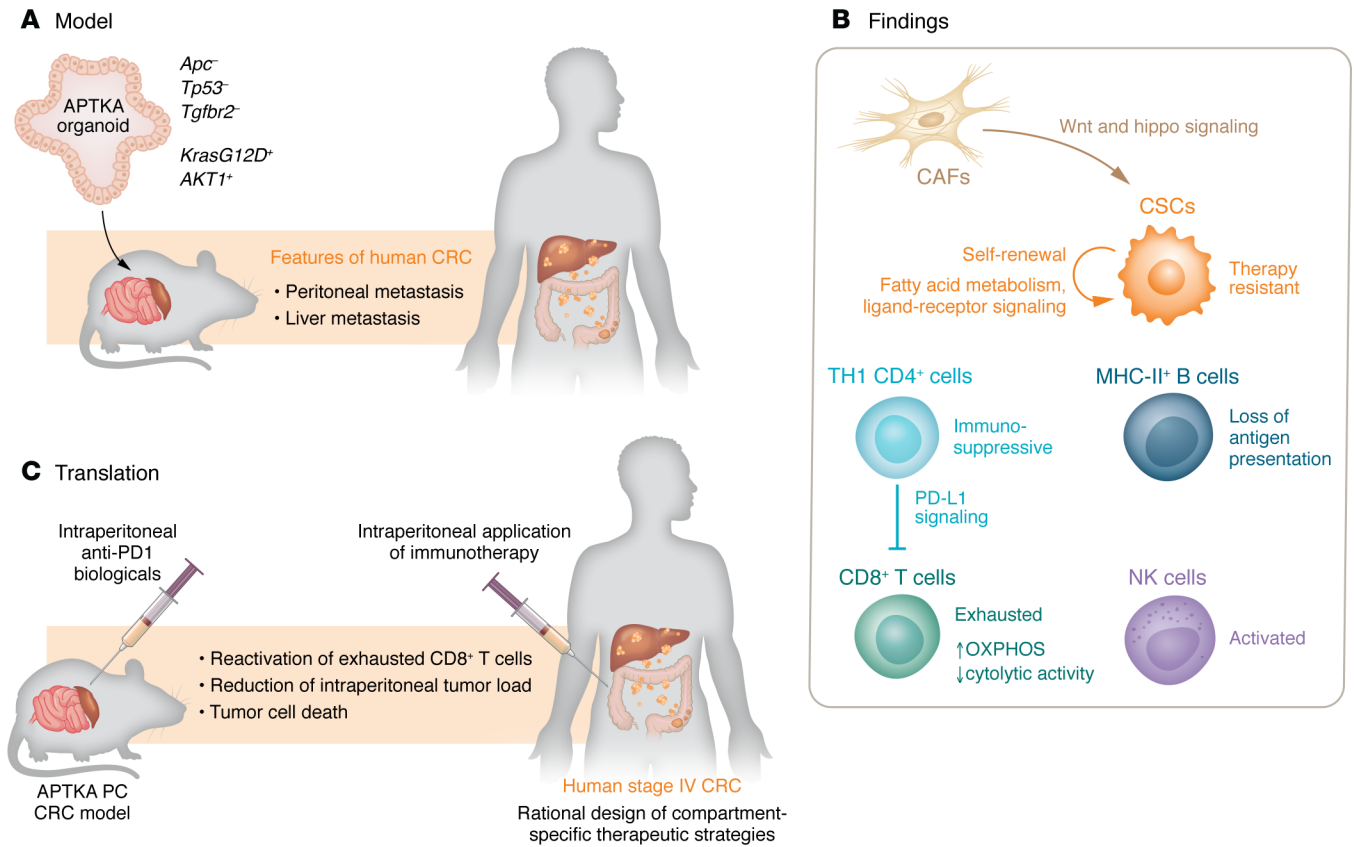 A Model
APTKA
organoid
Apc⁻
Tp53⁻
Tgfbr2⁻
KrasG12D⁺
AKT1⁺
Features of human CRC
• Peritoneal metastasis
• Liver metastasis
B Findings
CAFs
Wnt and hippo signaling
CSCs
Self-renewal
Fatty acid metabolism,
ligand-receptor signaling
Therapy
resistant
TH1 CD4⁺ cells
Immuno-
suppressive
MHC-II⁺ B cells
Loss of
antigen
presentation
PD-L1
signaling
CD8⁺ T cells
Exhausted
↑OXPHOS
↓cytolytic activity
NK cells
Activated
C Translation
Intraperitoneal
anti-PD1
biologicals
Intraperitoneal application
of immunotherapy
• Reactivation of exhausted CD8⁺ T cells
• Reduction of intraperitoneal tumor load
• Tumor cell death
APTKA PC
CRC model
Human stage IV CRC
Rational design of compartment-
specific therapeutic strategies